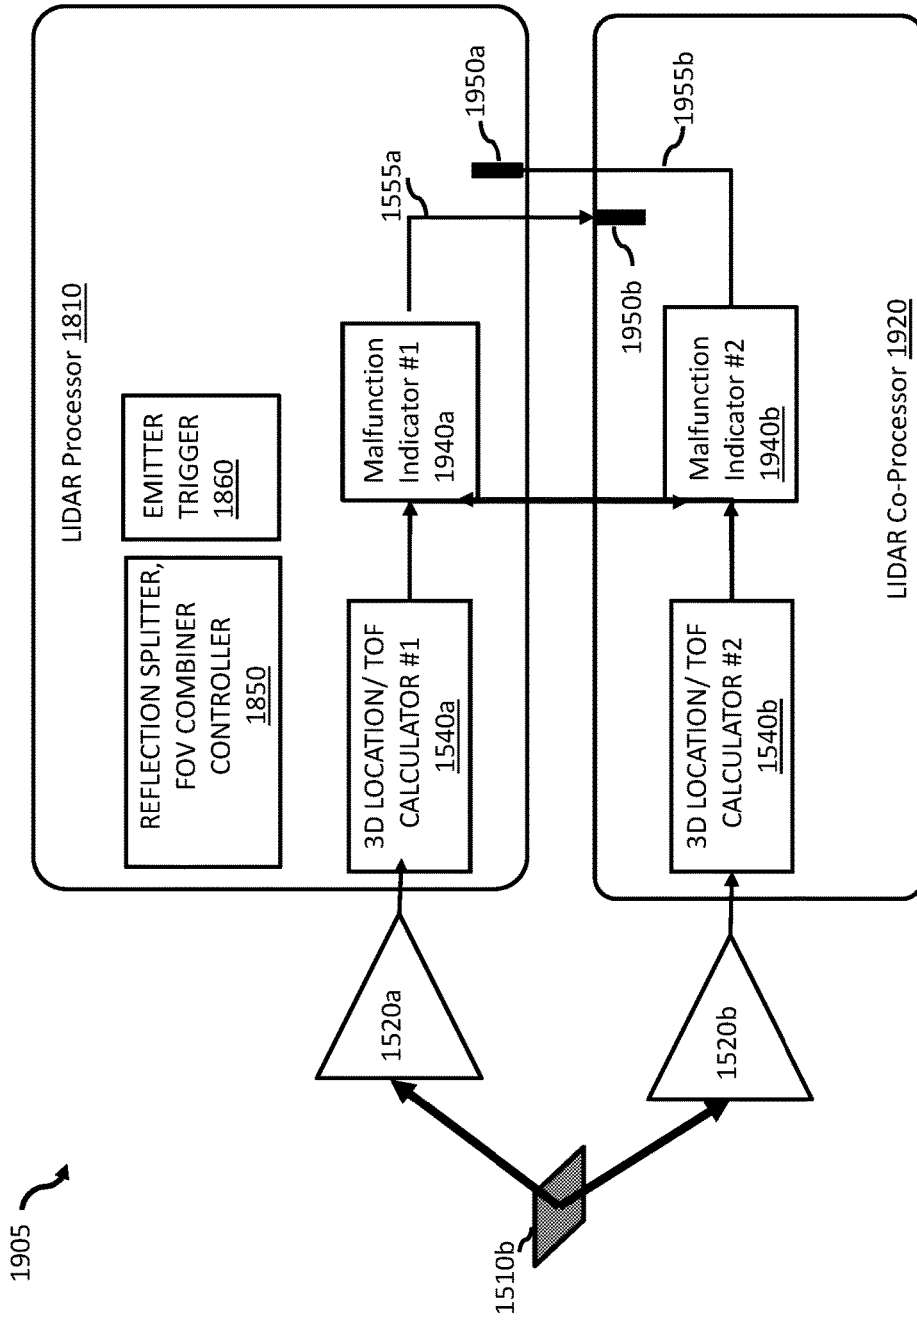 1905
LIDAR Processor 1810
REFLECTION SPLITTER,
FOV COMBINER
CONTROLLER
1850
EMITTER
TRIGGER
1860
1510b
1520a
3D LOCATION/ TOF
CALCULATOR #1
1540a
Malfunction
Indicator #1
1940a
1555a
1950a
1520b
3D LOCATION/ TOF
CALCULATOR #2
1540b
Malfunction
Indicator #2
1940b
1950b
1955b
LIDAR Co-Processor 1920